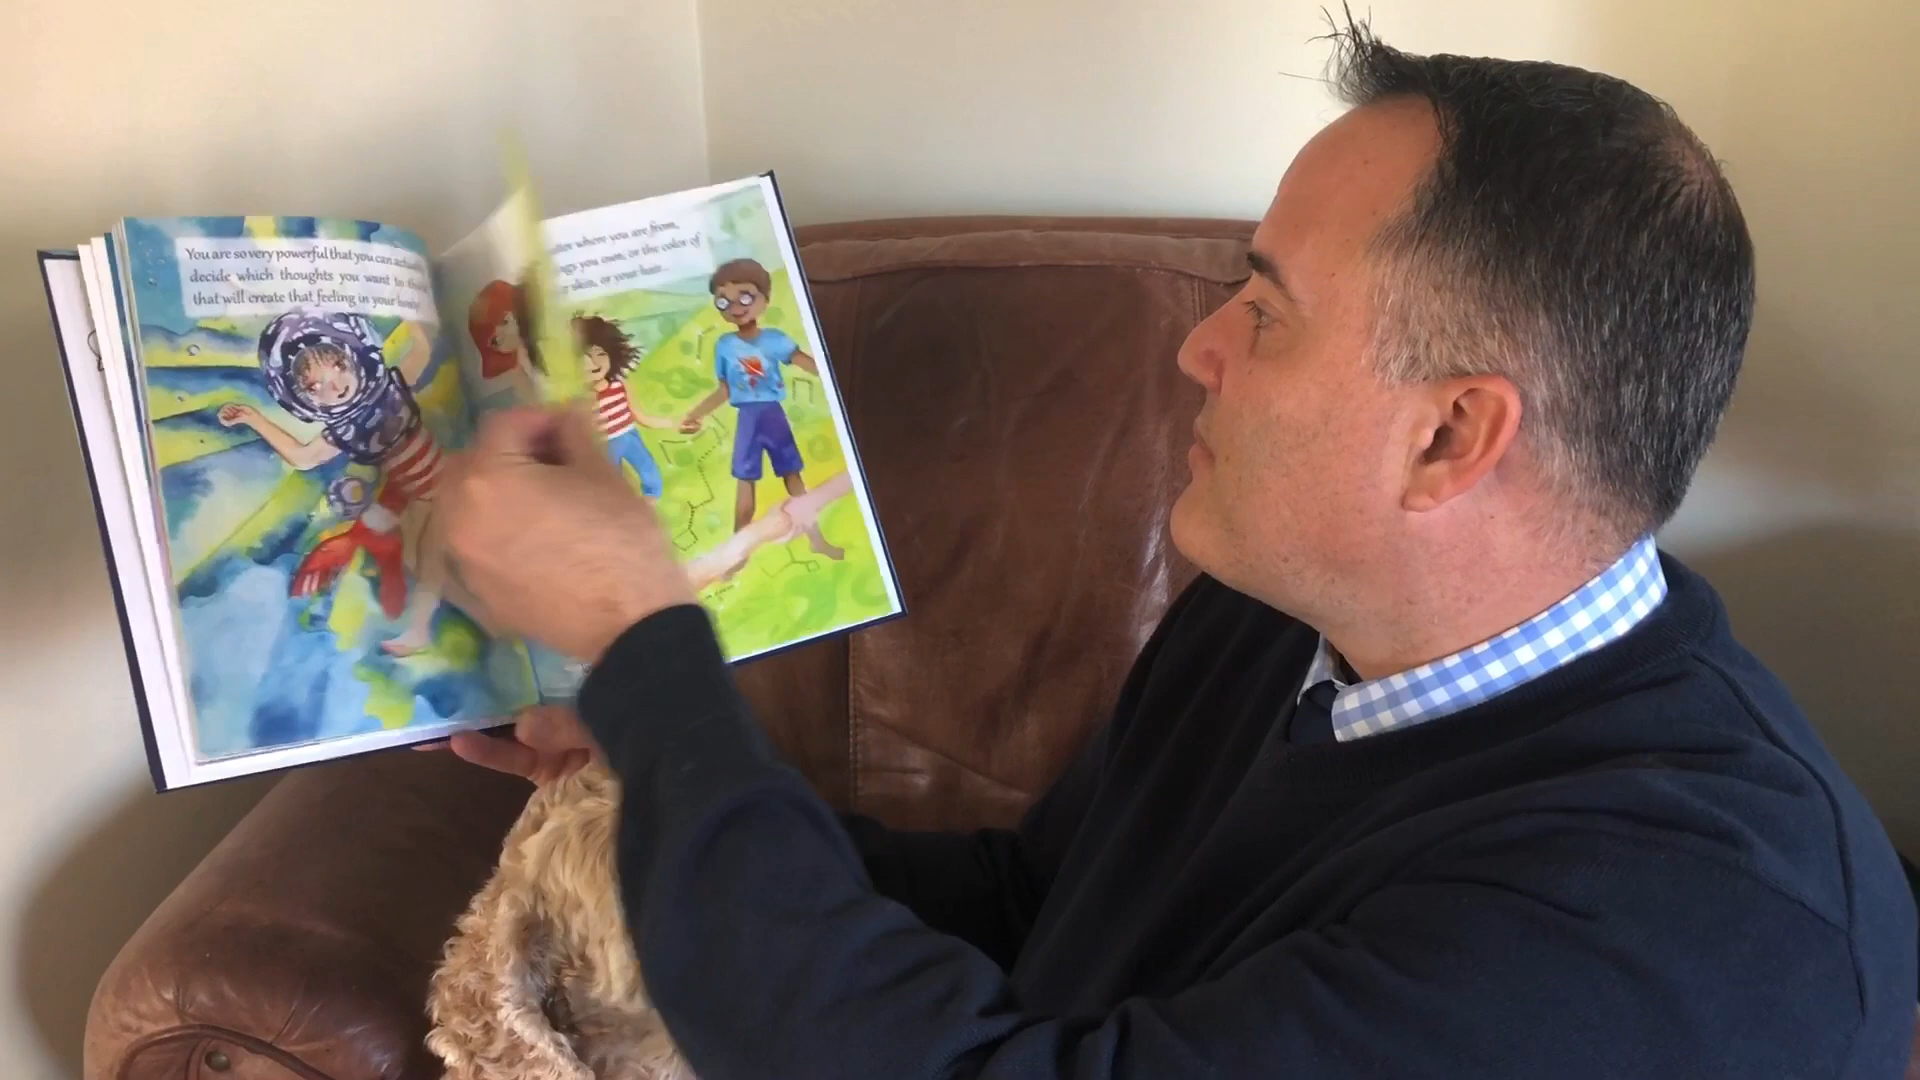 You are so very powerful that you can
decide which thoughts you want to
that will create that feeling in your
where you are from,
you own, or the color of
skin, or your hair...